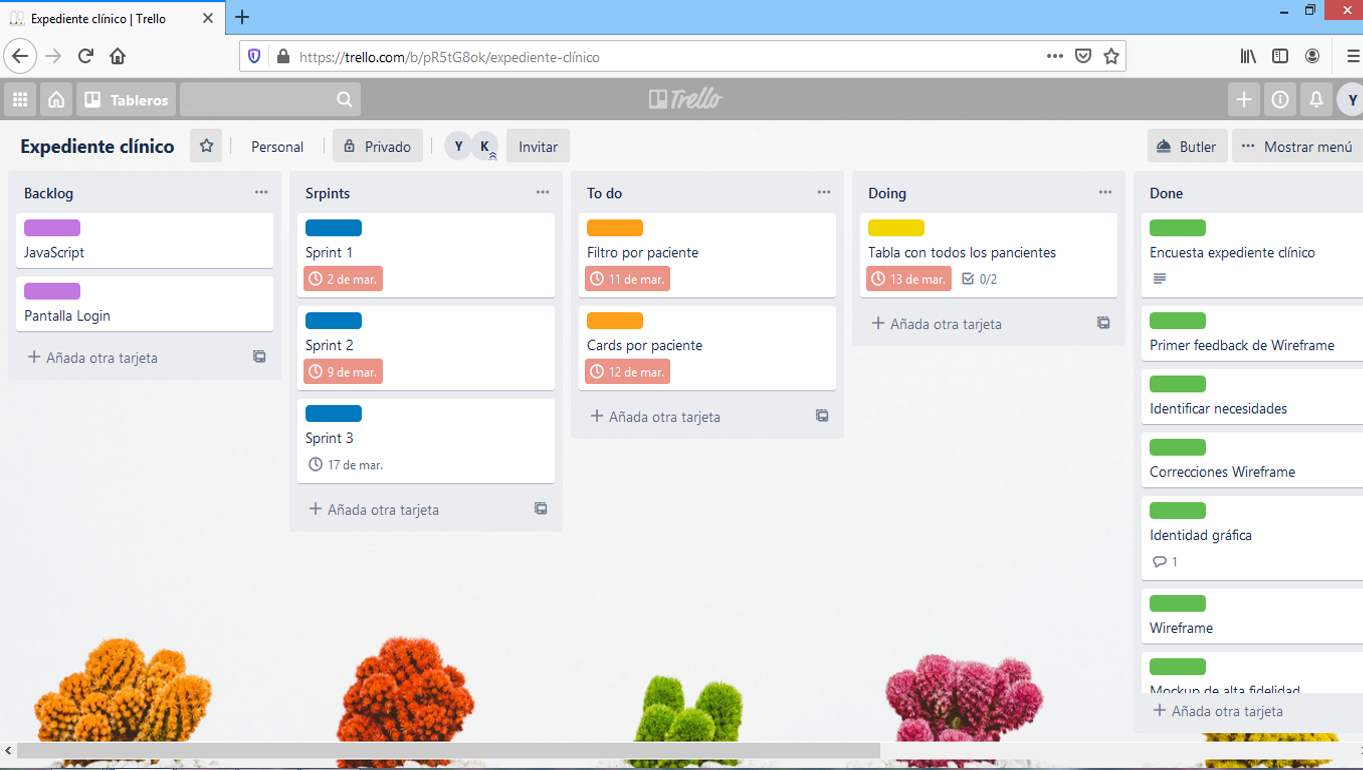 Expediente clínico | Trello
https://trello.com/b/pR5tG8ok/expediente-clínico
Tableros
Trello
Y
Expediente clínico
Personal
Privado
Y
K
Invitar
Butler
Mostrar menú
Backlog
JavaScript
Pantalla Login
Añada otra tarjeta
Srpints
Sprint 1
2 de mar.
Sprint 2
9 de mar.
Sprint 3
17 de mar.
Añada otra tarjeta
To do
Filtro por paciente
11 de mar.
Cards por paciente
12 de mar.
Añada otra tarjeta
Doing
Tabla con todos los pancientes
13 de mar.
0/2
Añada otra tarjeta
Done
Encuesta expediente clínico
Primer feedback de Wireframe
Identificar necesidades
Correcciones Wireframe
Identidad gráfica
1
Wireframe
Mockup de alta fidelidad
Añada otra tarjeta